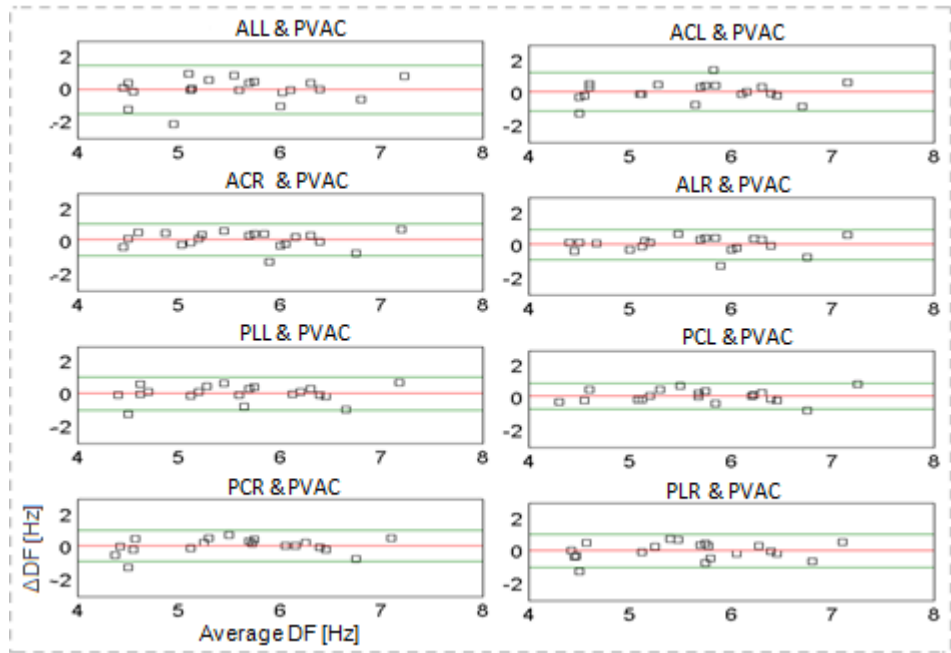 ALL & PVAC
ACL & PVAC
2
0
-2
4 5 6 7 8
2
0
-2
4 5 6 7 8
ACR & PVAC
ALR & PVAC
2
0
-2
4 5 6 7 8
2
0
-2
4 5 6 7 8
PLL & PVAC
PCL & PVAC
2
0
-2
4 5 6 7 8
2
0
-2
4 5 6 7 8
PCR & PVAC
PLR & PVAC
2
0
-2
4 5 6 7 8
2
0
-2
4 5 6 7 8
ΔDF [Hz]
Average DF [Hz]